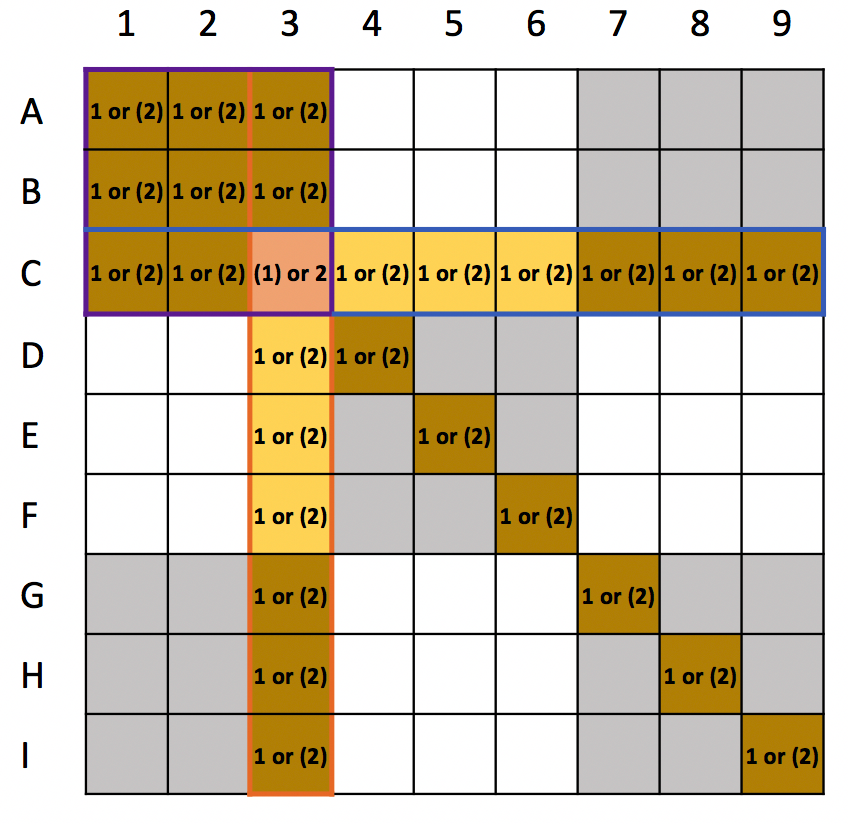 1 2 3 4 5 6 7 8 9
A 1 or (2) 1 or (2) 1 or (2)
B 1 or (2) 1 or (2) 1 or (2)
C 1 or (2) 1 or (2) (1) or 2 1 or (2) 1 or (2) 1 or (2) 1 or (2) 1 or (2) 1 or (2)
D 1 or (2) 1 or (2)
E 1 or (2) 1 or (2)
F 1 or (2) 1 or (2)
G 1 or (2) 1 or (2)
H 1 or (2) 1 or (2)
I 1 or (2) 1 or (2)